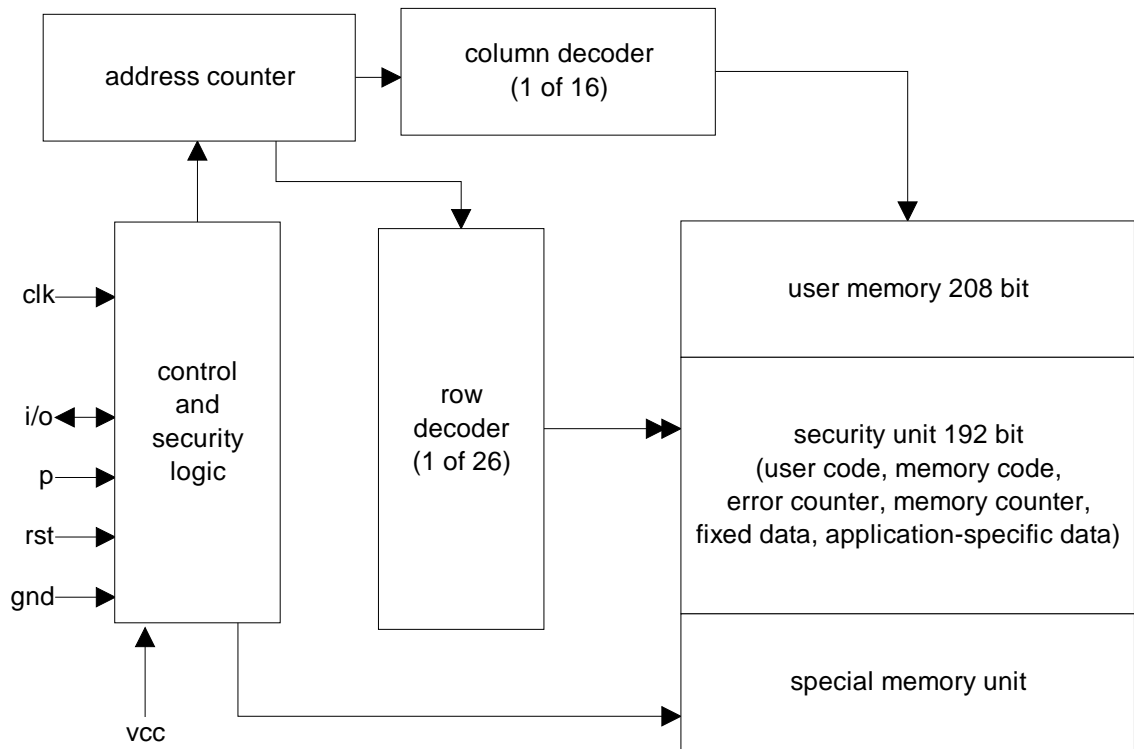 address counter
column decoder
(1 of 16)
clk
i/o
p
rst
gnd
vcc
control
and
security
logic
row
decoder
(1 of 26)
user memory 208 bit
security unit 192 bit
(user code, memory code,
error counter, memory counter,
fixed data, application-specific data)
special memory unit